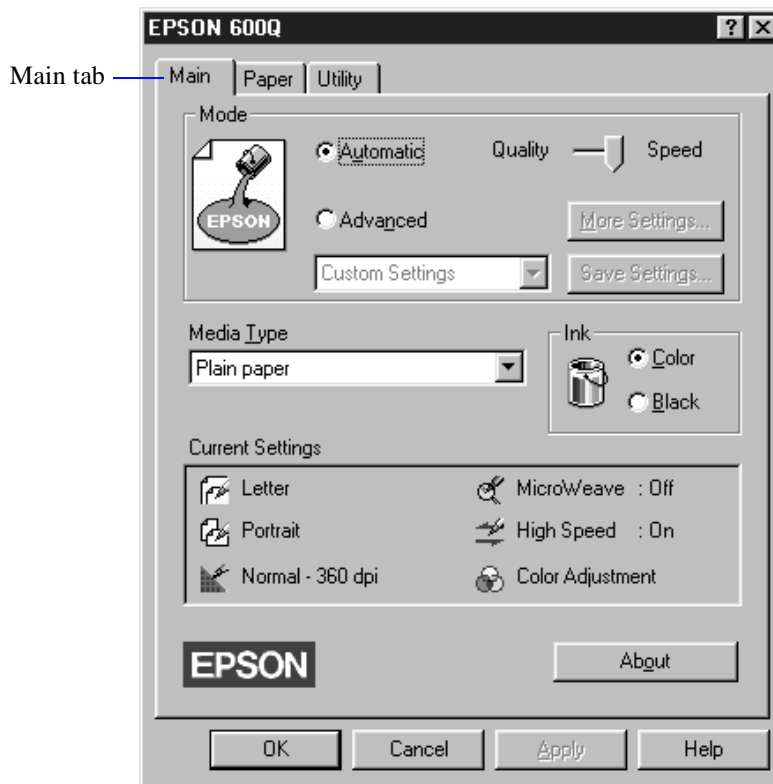 EPSON 600Q
Main tab
Main Paper Utility
Mode
EPSON
Automatic
Quality Speed
Advanced
More Settings...
Custom Settings
Save Settings...
Media Type
Plain paper
Ink
Color
Black
Current Settings
Letter
MicroWeave : Off
Portrait
High Speed : On
Normal - 360 dpi
Color Adjustment
EPSON
About
OK Cancel Apply Help